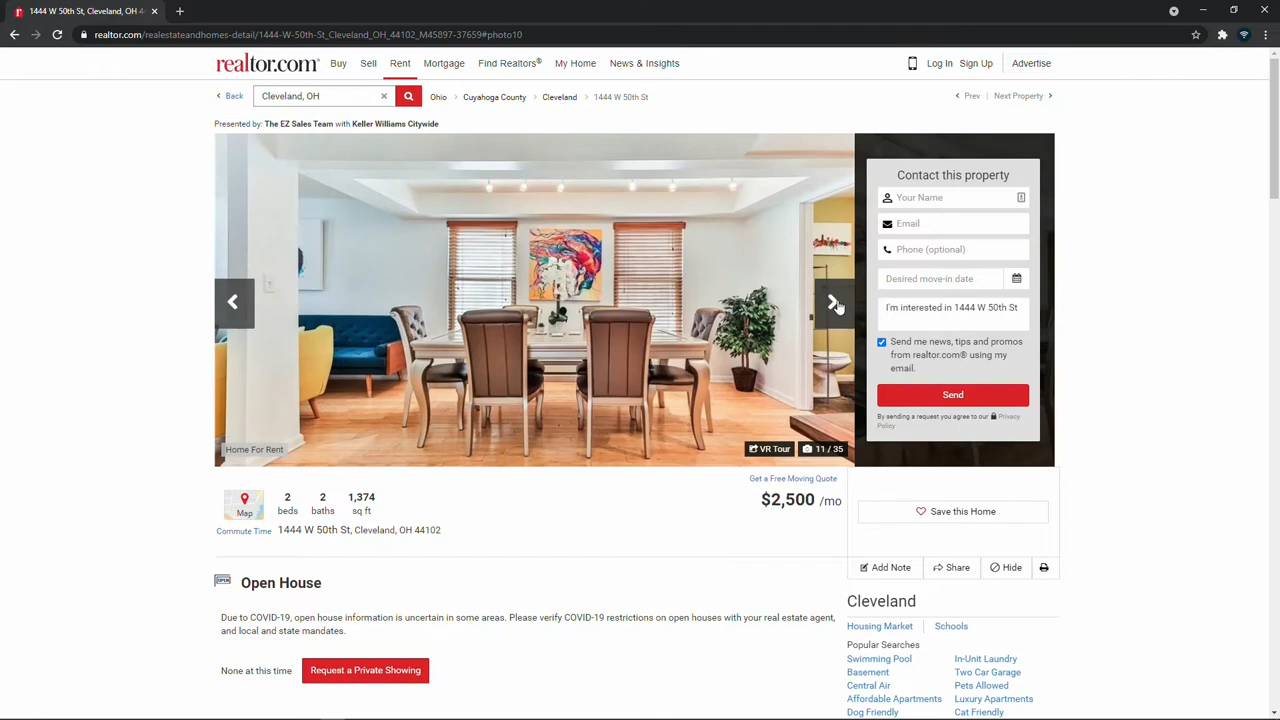 1444 W 50th St, Cleveland, OH 4
realtor.com/realestateandhomes-detail/1444-W-50th-St_Cleveland_OH_44102_M45897-37659#photo10
realtor.com® Buy Sell Rent Mortgage Find Realtors® My Home News & Insights Log In Sign Up Advertise
Back Cleveland, OH Ohio Cuyahoga County Cleveland 1444 W 50th St Prev Next Property
Presented by: The EZ Sales Team with Keller Williams Citywide
Contact this property
Your Name
Email
Phone (optional)
Desired move-in date
I'm interested in 1444 W 50th St
Send me news, tips and promos
from realtor.com® using my
email.
Send
By sending a request you agree to our Privacy
Policy
Home For Rent VR Tour 11 / 35
Get a Free Moving Quote
Map
2 2 1,374
beds baths sq ft
$2,500 /mo
Commute Time 1444 W 50th St, Cleveland, OH 44102
Save this Home
Add Note Share Hide
OPEN Open House
Due to COVID-19, open house information is uncertain in some areas. Please verify COVID-19 restrictions on open houses with your real estate agent,
and local and state mandates.
None at this time Request a Private Showing
Cleveland
Housing Market Schools
Popular Searches
Swimming Pool In-Unit Laundry
Basement Two Car Garage
Central Air Pets Allowed
Affordable Apartments Luxury Apartments
Dog Friendly Cat Friendly